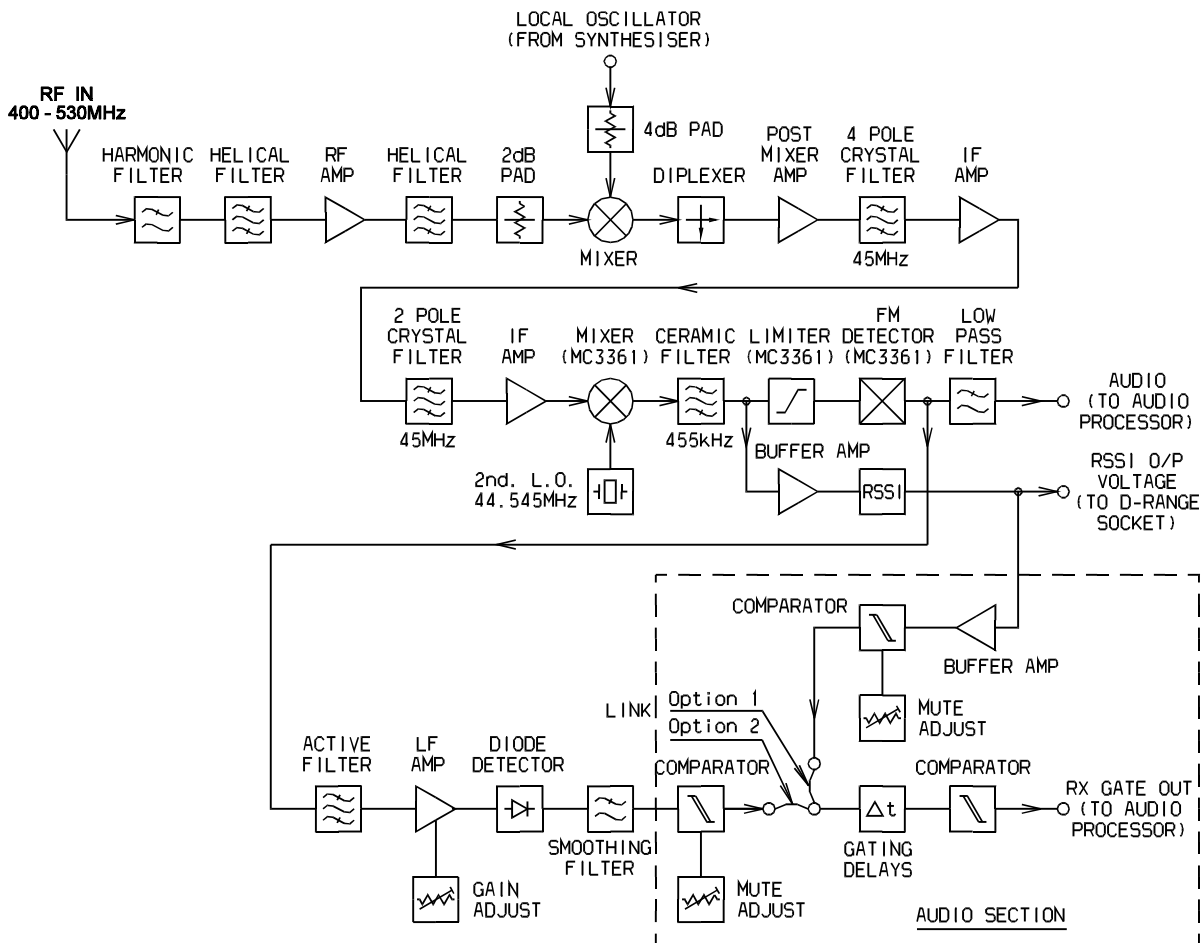 LOCAL OSCILLATOR
(FROM SYNTHESISER)
RF IN
400 - 530MHz
4dB PAD
HARMONIC
FILTER
HELICAL
FILTER
RF
AMP
HELICAL
FILTER
2dB
PAD
MIXER
DIPLEXER
POST
MIXER
AMP
4 POLE
CRYSTAL
FILTER
45MHz
IF
AMP
2 POLE
CRYSTAL
FILTER
45MHz
IF
AMP
MIXER
(MC3361)
CERAMIC
FILTER
455kHz
LIMITER
(MC3361)
FM
DETECTOR
(MC3361)
LOW
PASS
FILTER
AUDIO
(TO AUDIO
PROCESSOR)
2nd. L.O.
44.545MHz
BUFFER AMP
RSSI
RSSI O/P
VOLTAGE
(TO D-RANGE
SOCKET)
COMPARATOR
BUFFER AMP
MUTE
ADJUST
LINK
Option 1
Option 2
ACTIVE
FILTER
LF
AMP
DIODE
DETECTOR
SMOOTHING
FILTER
COMPARATOR
Δt
GATING
DELAYS
COMPARATOR
RX GATE OUT
(TO AUDIO
PROCESSOR)
GAIN
ADJUST
MUTE
ADJUST
AUDIO SECTION